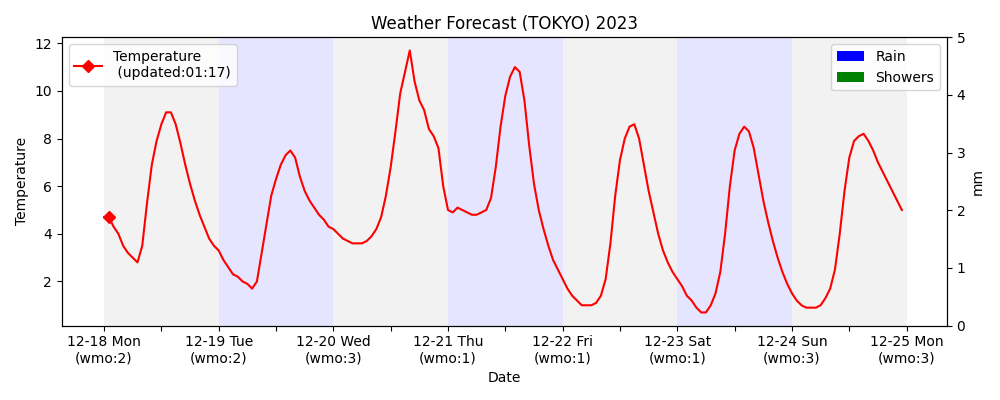 Weather Forecast (TOKYO) 2023
Temperature
(updated:01:17)
Rain
Showers
12
10
8
6
4
2
Temperature
5
4
3
2
1
0
mm
12-18 Mon
(wmo:2)
12-19 Tue
(wmo:2)
12-20 Wed
(wmo:3)
12-21 Thu
(wmo:1)
12-22 Fri
(wmo:1)
12-23 Sat
(wmo:1)
12-24 Sun
(wmo:3)
12-25 Mon
(wmo:3)
Date